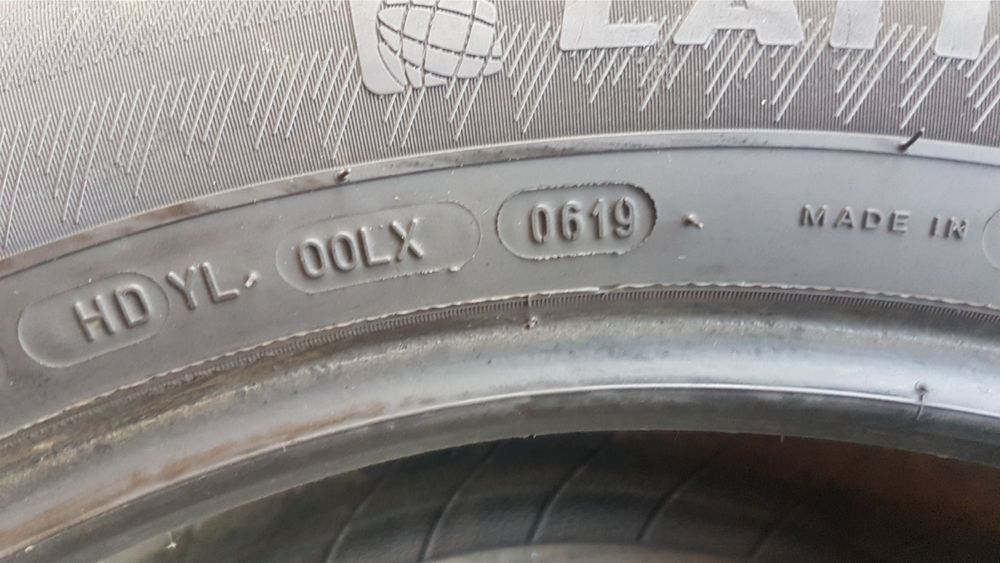 HD YL 00LX 0619 MADE IN